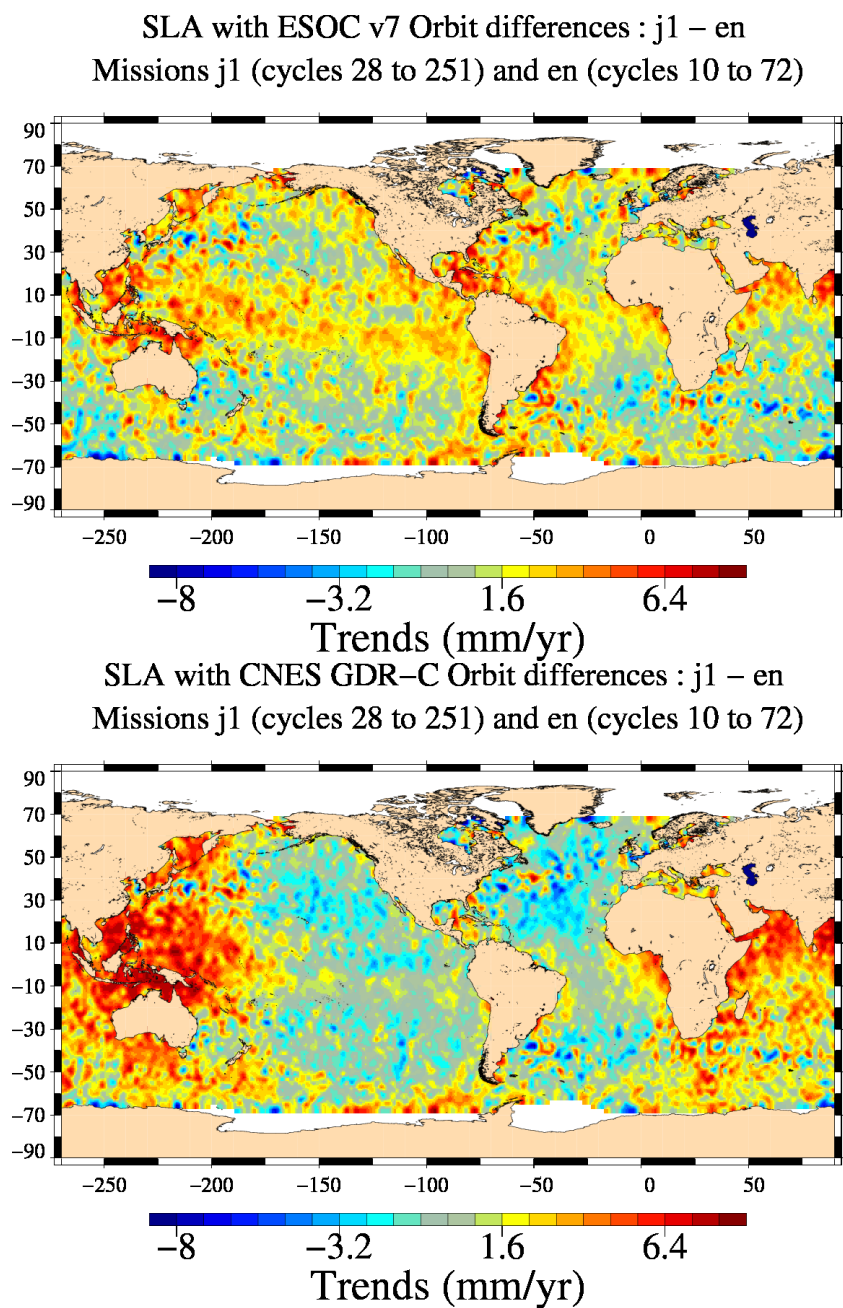 SLA with ESOC v7 Orbit differences : j1 − en
Missions j1 (cycles 28 to 251) and en (cycles 10 to 72)
90
70
50
30
10
−10
−30
−50
−70
−90
−250 −200 −150 −100 −50 0 50
−8 −3.2 1.6 6.4
Trends (mm/yr)
SLA with CNES GDR−C Orbit differences : j1 − en
Missions j1 (cycles 28 to 251) and en (cycles 10 to 72)
90
70
50
30
10
−10
−30
−50
−70
−90
−250 −200 −150 −100 −50 0 50
−8 −3.2 1.6 6.4
Trends (mm/yr)